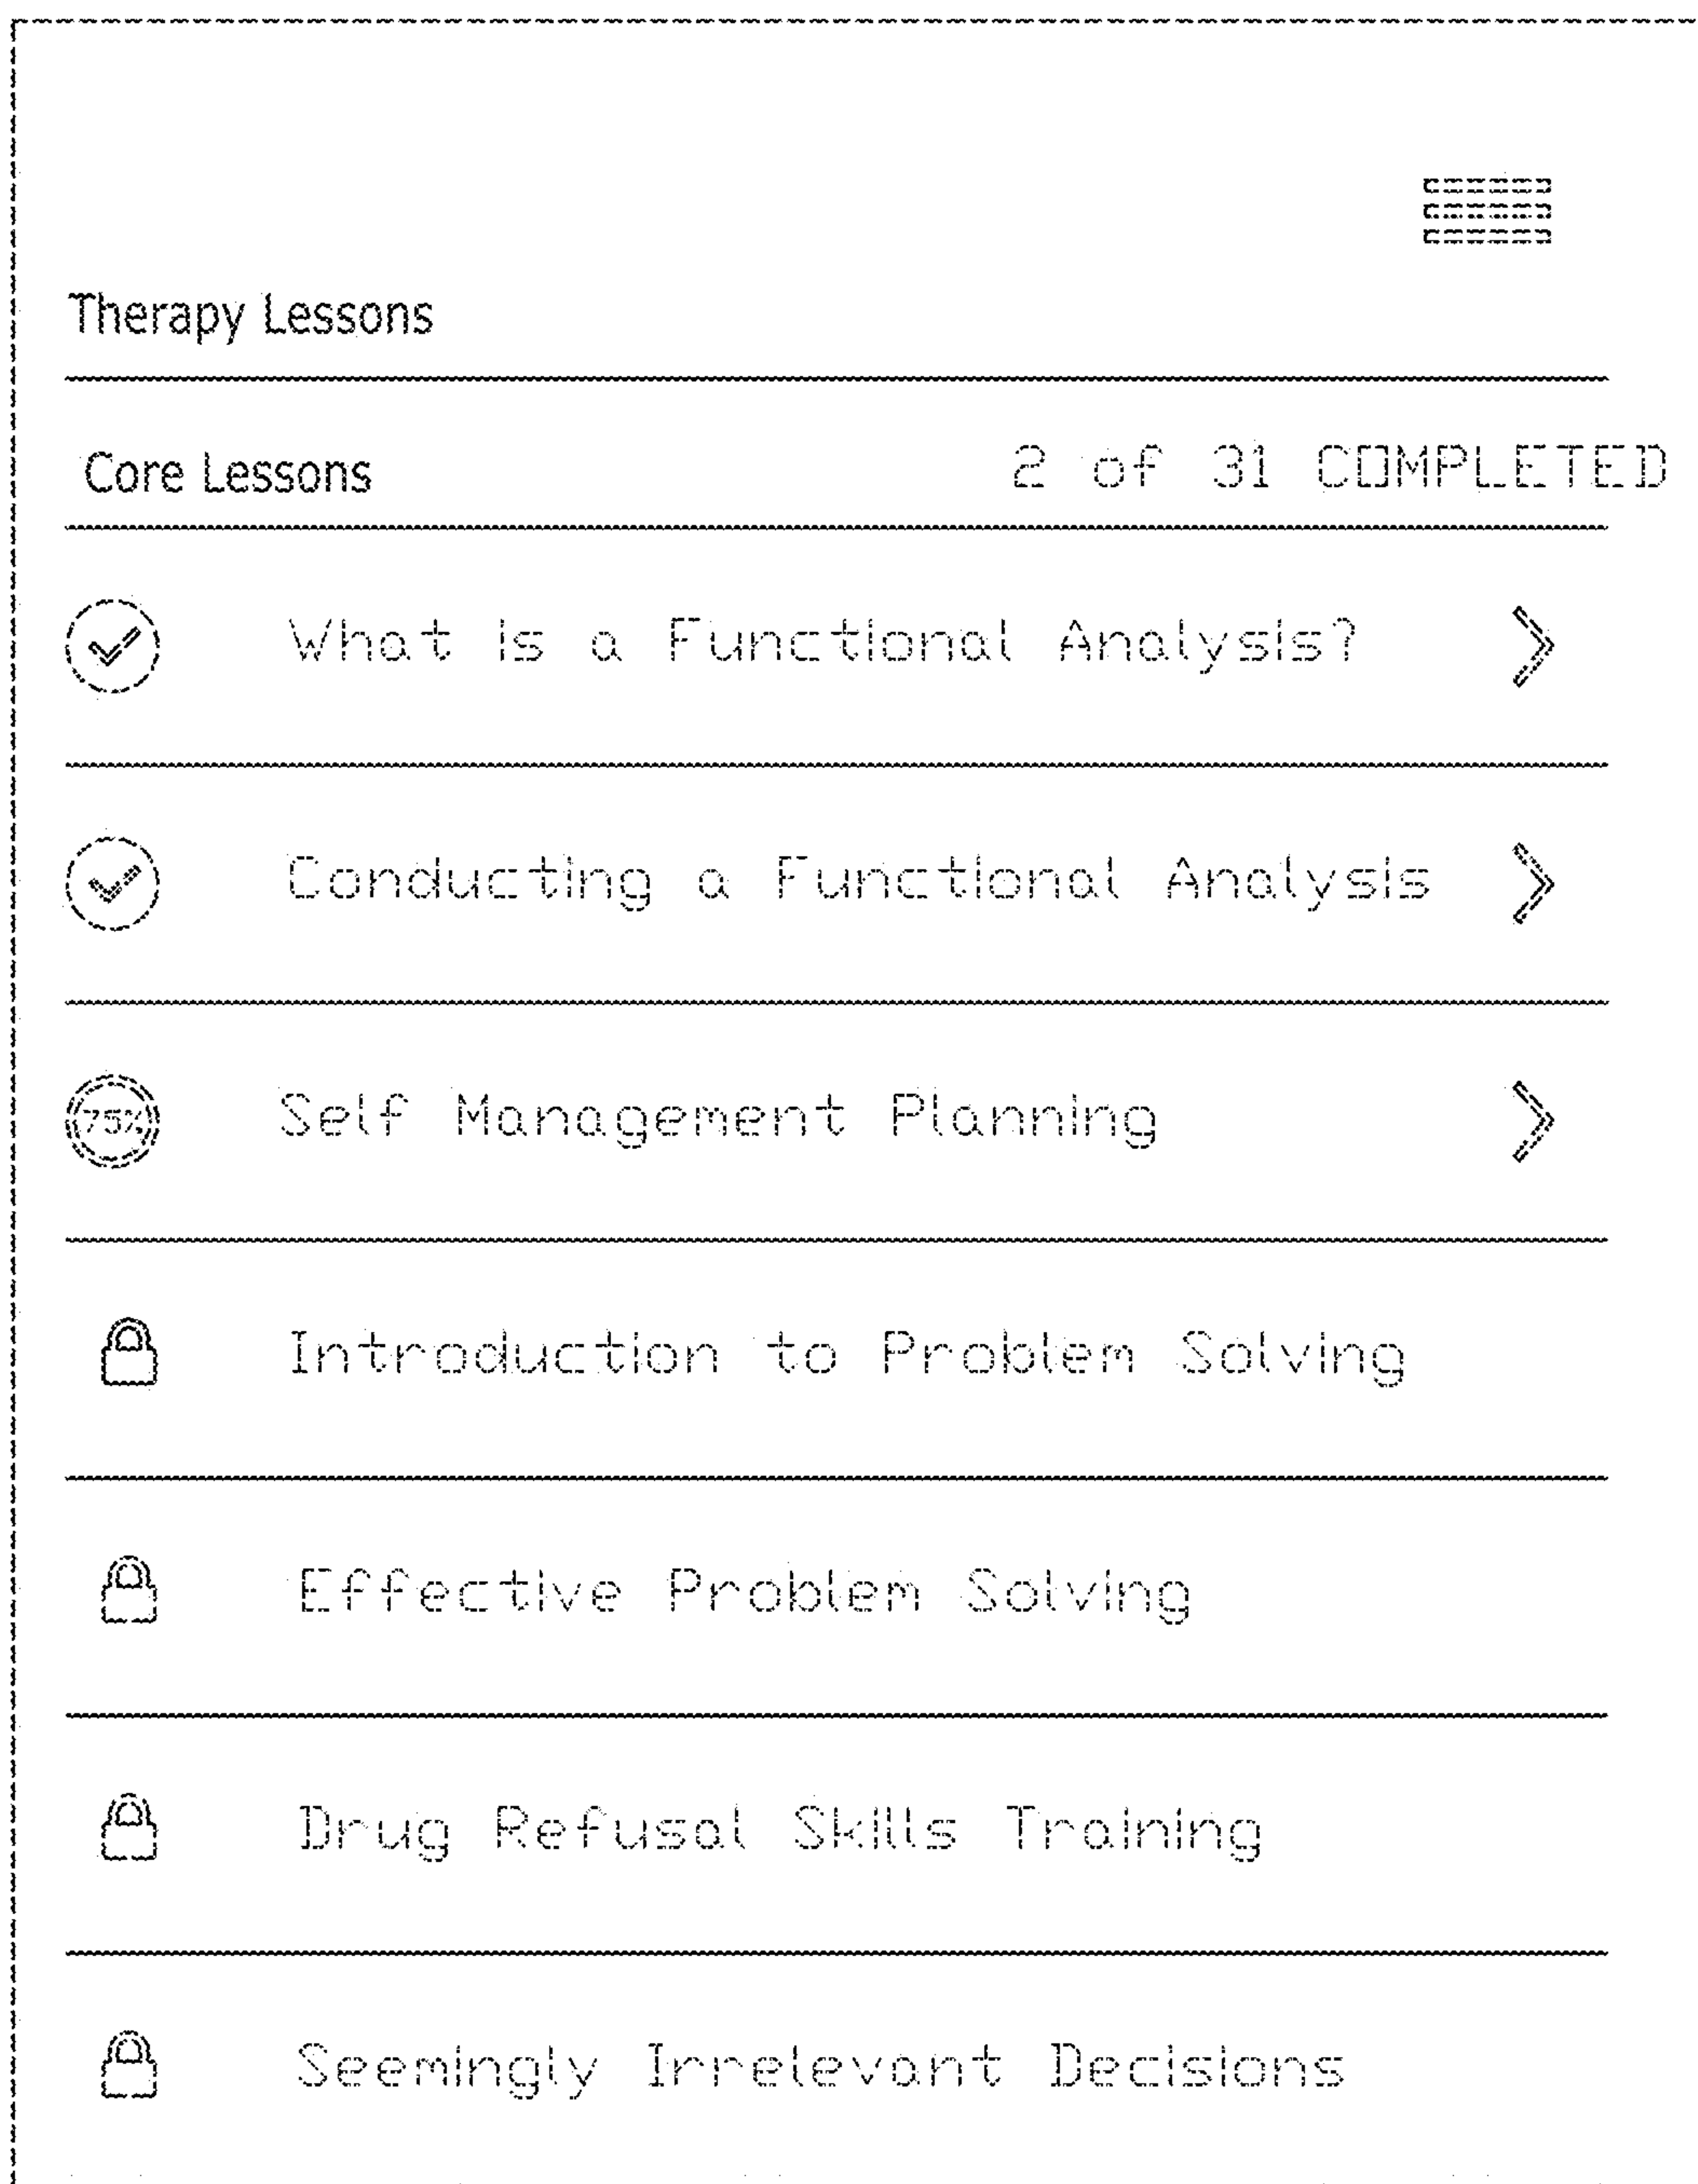 Therapy Lessons
Core Lessons 2 of 31 COMPLETED
What is a Functional Analysis?
Conducting a Functional Analysis
75% Self Management Planning
Introduction to Problem Solving
Effective Problem Solving
Drug Refusal Skills Training
Seemingly Irrelevant Decisions